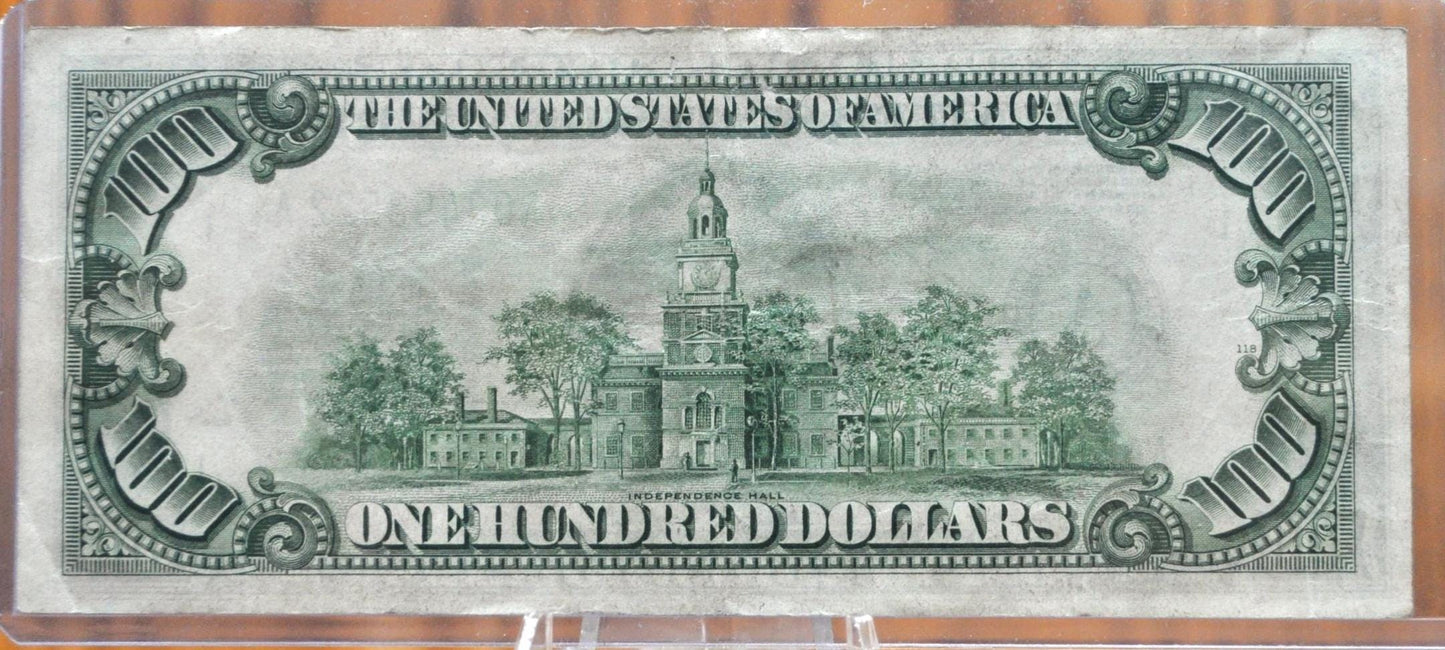 100 THE UNITED STATES OF AMERICA 100
118
INDEPENDENCE HALL
100 ONE HUNDRED DOLLARS 100